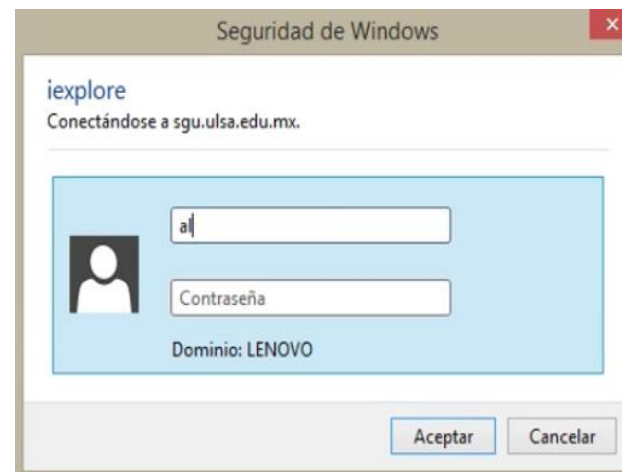 Seguridad de Windows
iexplore
Conectándose a sgu.ulsa.edu.mx.
al
Contraseña
Dominio: LENOVO
Aceptar Cancelar